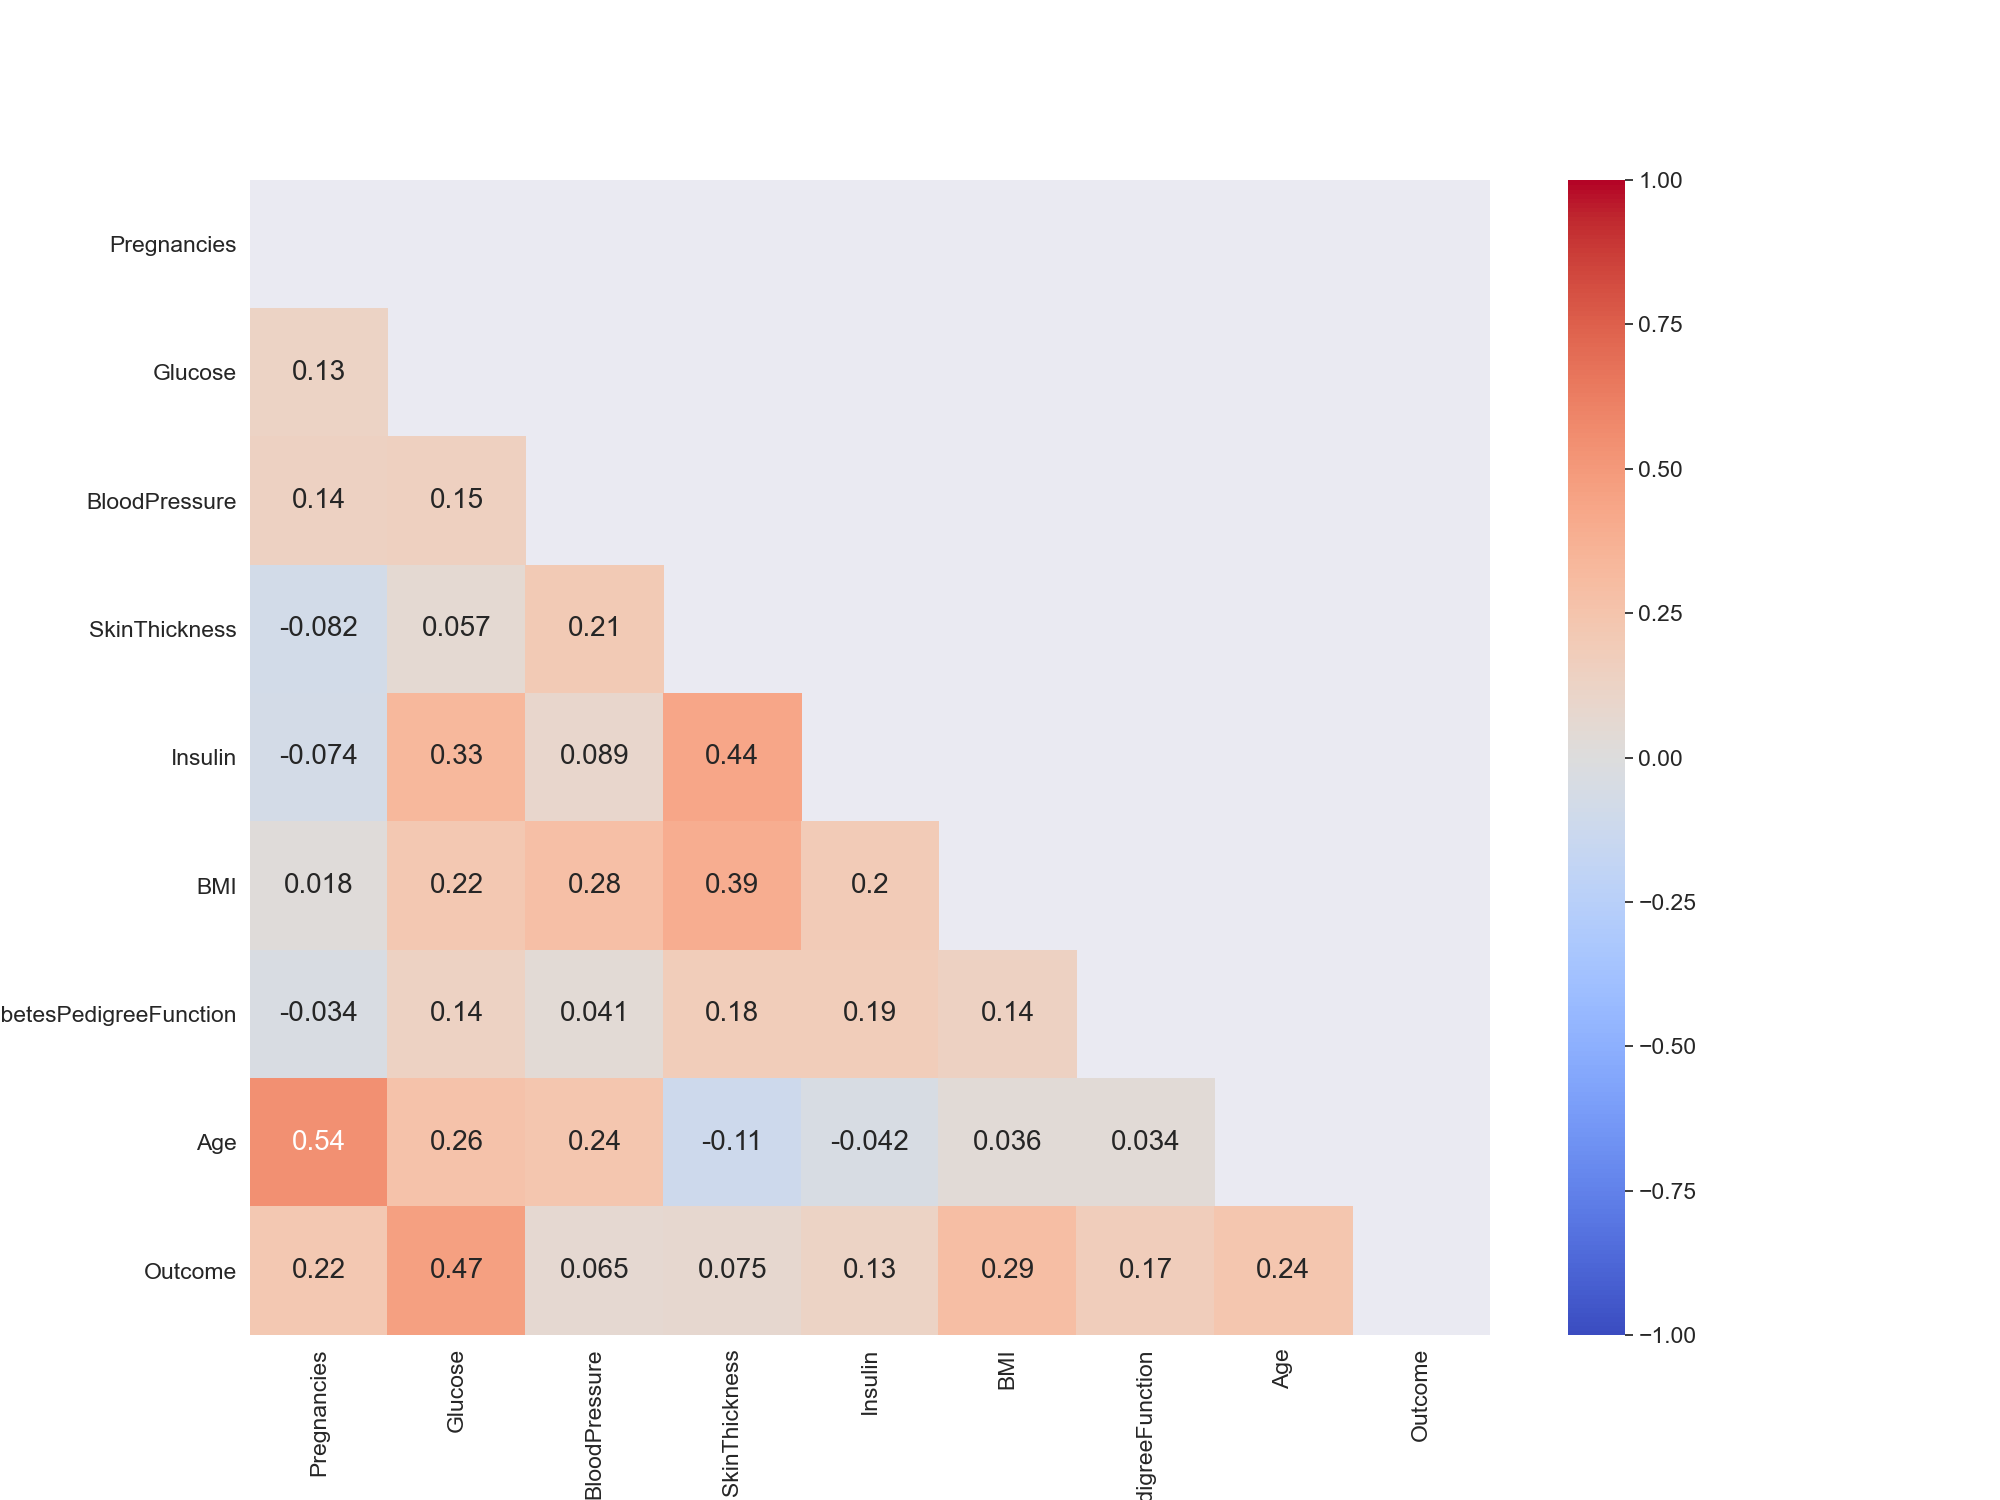 Pregnancies
Glucose 0.13
BloodPressure 0.14 0.15
SkinThickness -0.082 0.057 0.21
Insulin -0.074 0.33 0.089 0.44
BMI 0.018 0.22 0.28 0.39 0.2
betesPedigreeFunction -0.034 0.14 0.041 0.18 0.19 0.14
Age 0.54 0.26 0.24 -0.11 -0.042 0.036 0.034
Outcome 0.22 0.47 0.065 0.075 0.13 0.29 0.17 0.24
Pregnancies
Glucose
BloodPressure
SkinThickness
Insulin
BMI
digreeFunction
Age
Outcome
1.00
0.75
0.50
0.25
0.00
−0.25
−0.50
−0.75
−1.00